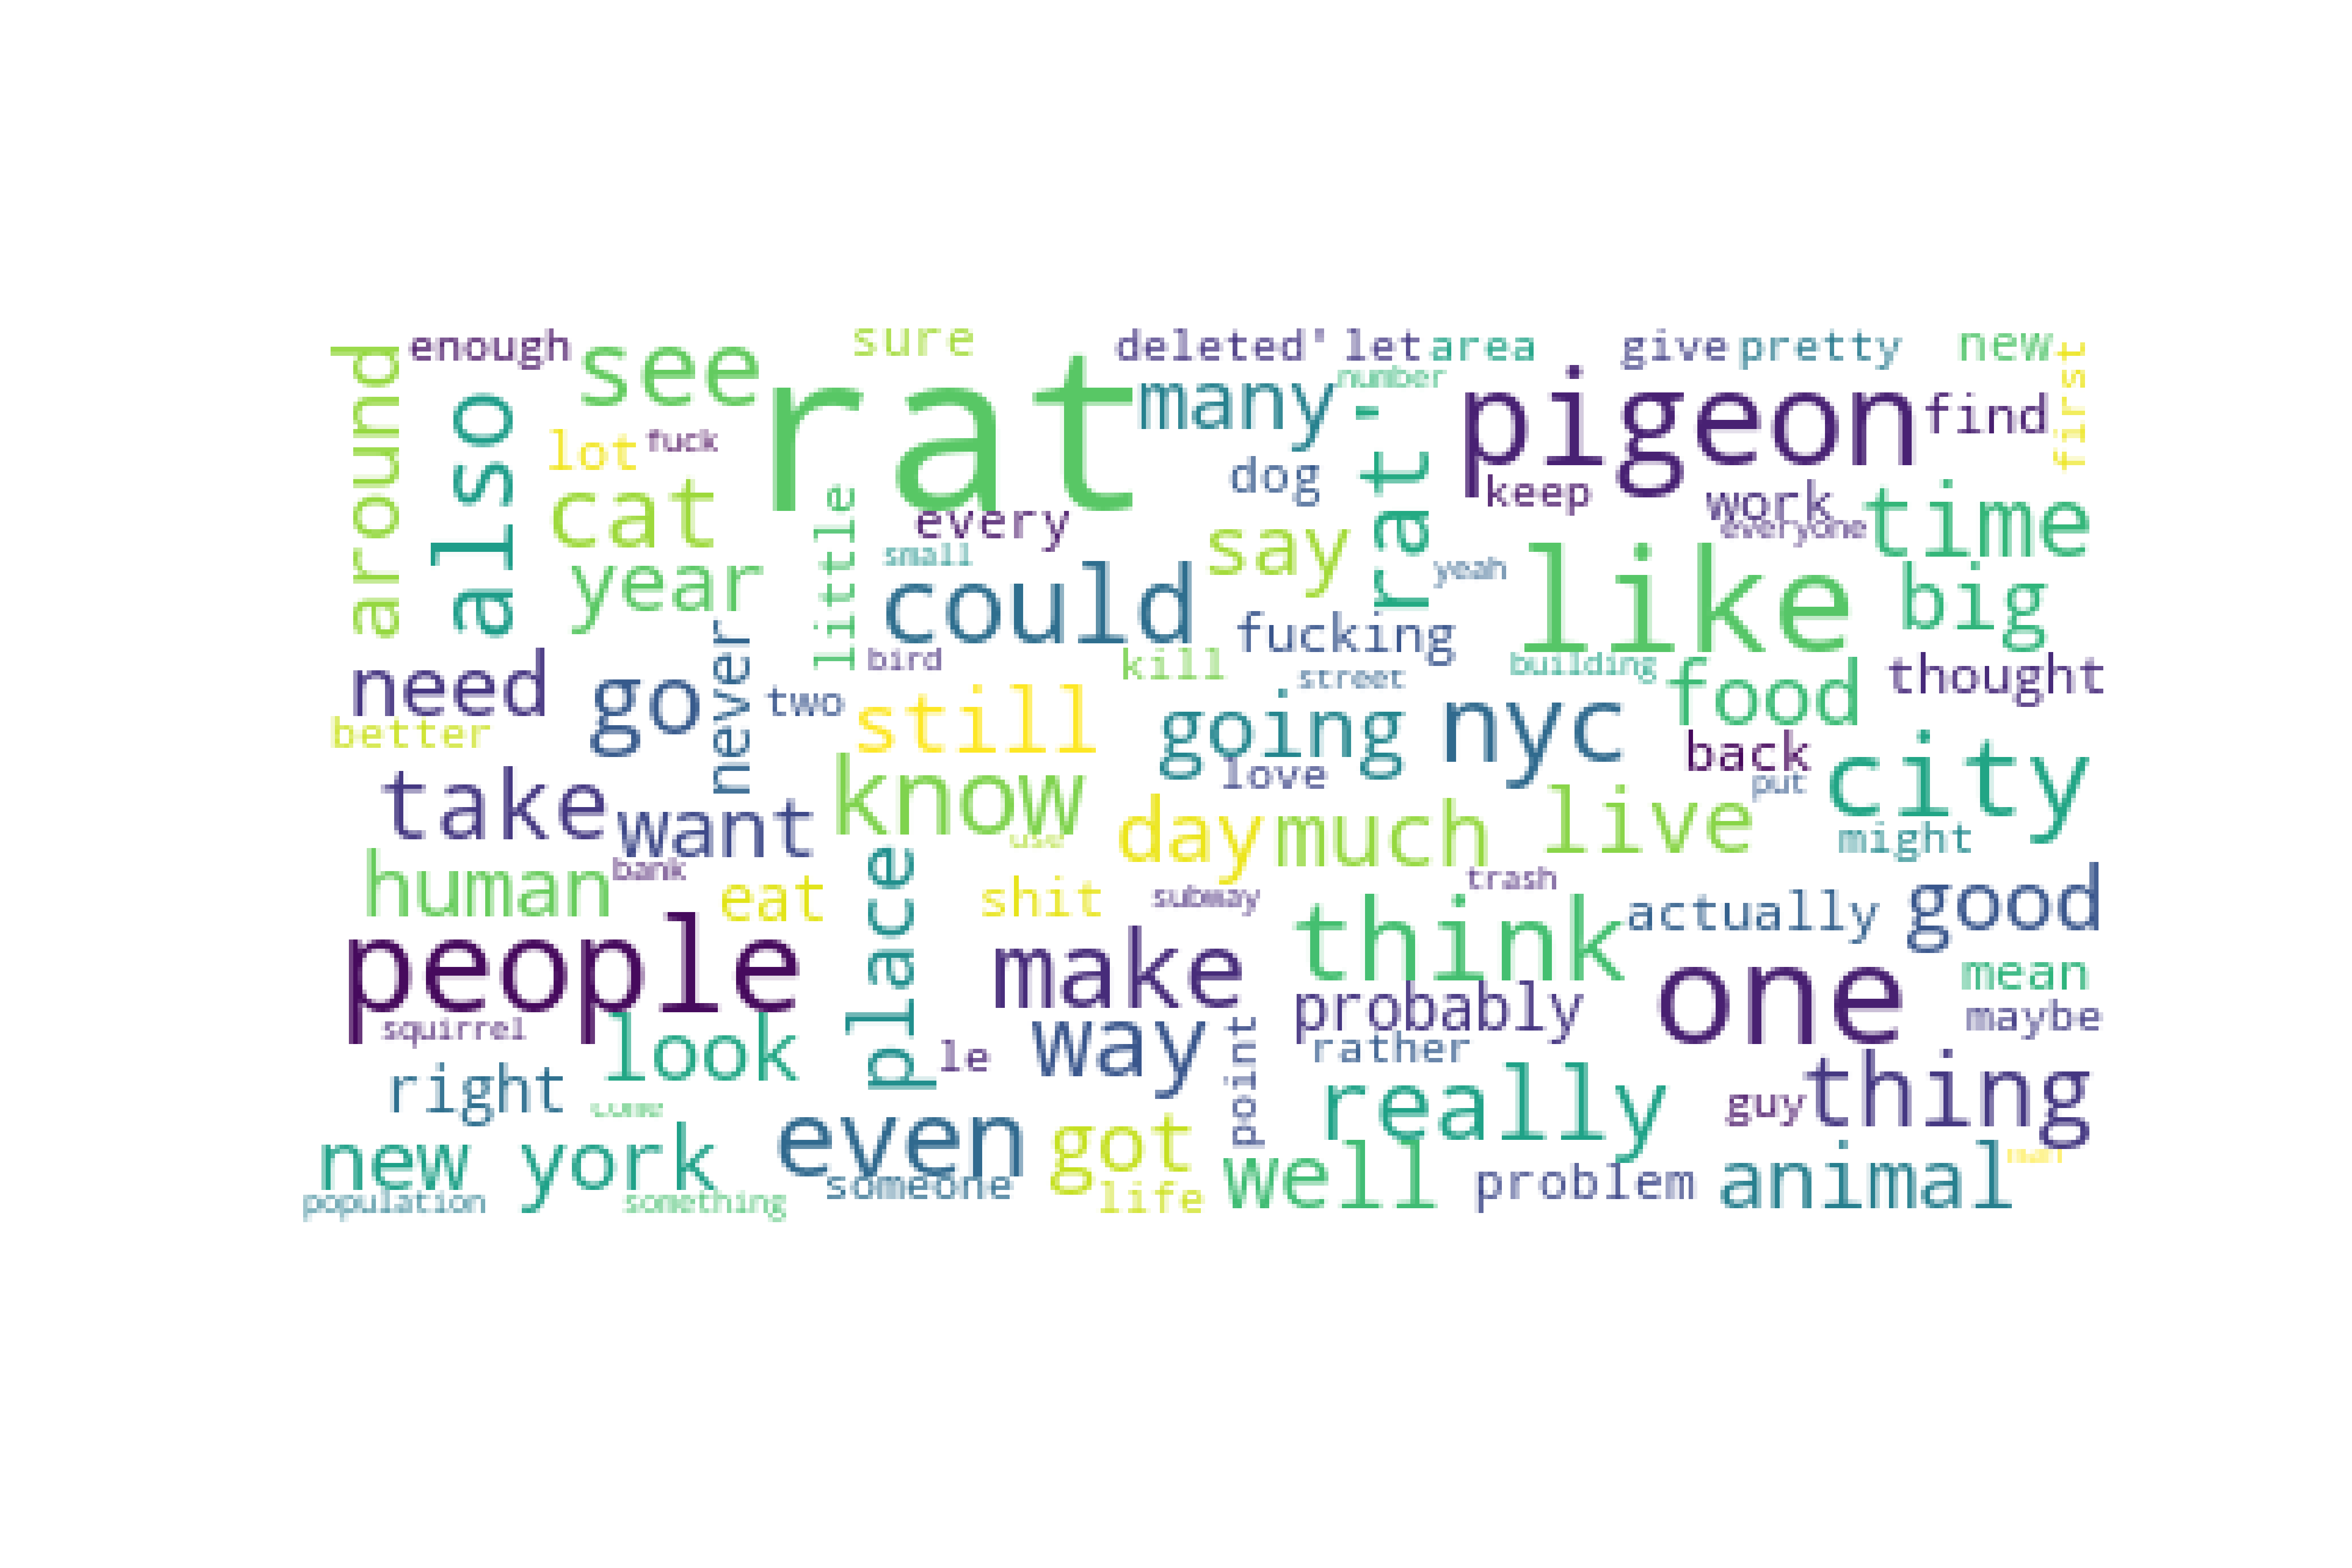 enough
see
sure
rat
deleted' let
area
give
pretty
new
around
also
many
number
rat '
pigeon
find
first
lot
fuck
cat
dog
keep
work
everyone
time
little
every
say
year
small
could
yeah
like
big
fucking
never
bird
kill
street
building
food
thought
need
go
two
still
going
nyc
better
back
city
love
put
take
want
know
use
day
much
live
might
human
bank
eat
place
shit
subway
trash
think
actually
good
people
make
one
mean
squirrel
look
le
way
probably
rather
maybe
point
right
come
really
guy
thing
new york
even
got
well
problem
animal
population
something
someone
life